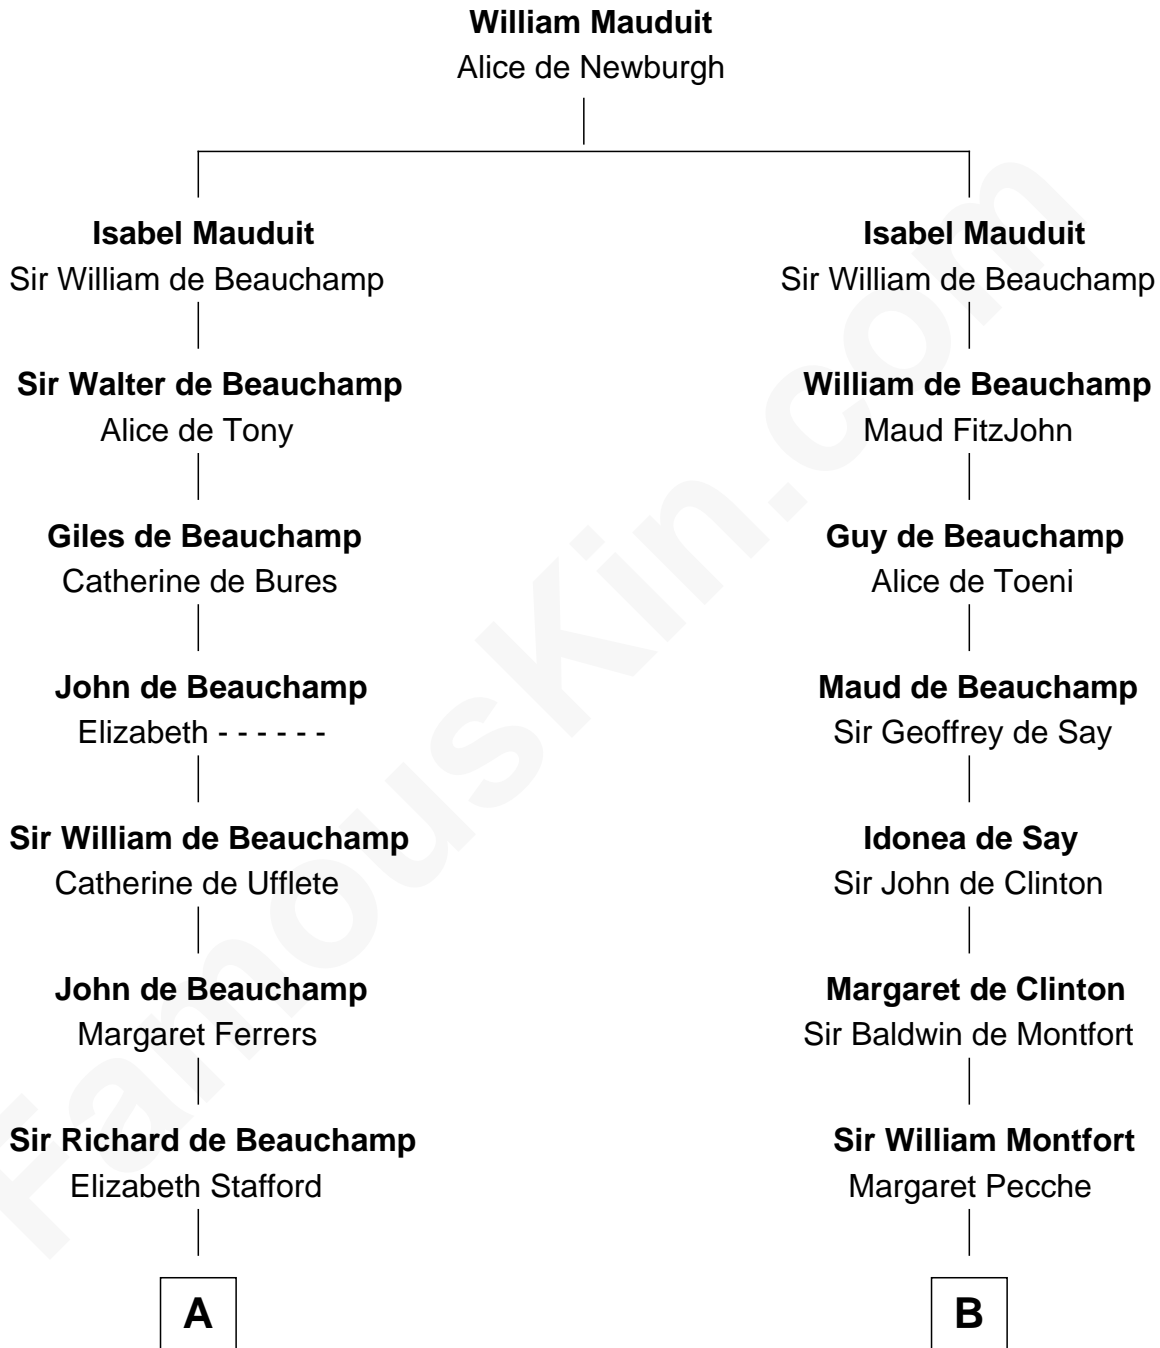 William Mauduit
Alice de Newburgh
Isabel Mauduit
Sir William de Beauchamp
Isabel Mauduit
Sir William de Beauchamp
Sir Walter de Beauchamp
Alice de Tony
William de Beauchamp
Maud FitzJohn
Giles de Beauchamp
Catherine de Bures
Guy de Beauchamp
Alice de Toeni
John de Beauchamp
Elizabeth - - - - - -
Maud de Beauchamp
Sir Geoffrey de Say
Sir William de Beauchamp
Catherine de Ufflete
Idonea de Say
Sir John de Clinton
John de Beauchamp
Margaret Ferrers
Margaret de Clinton
Sir Baldwin de Montfort
Sir Richard de Beauchamp
Elizabeth Stafford
Sir William Montfort
Margaret Pecche
A
B
FamousKin.com